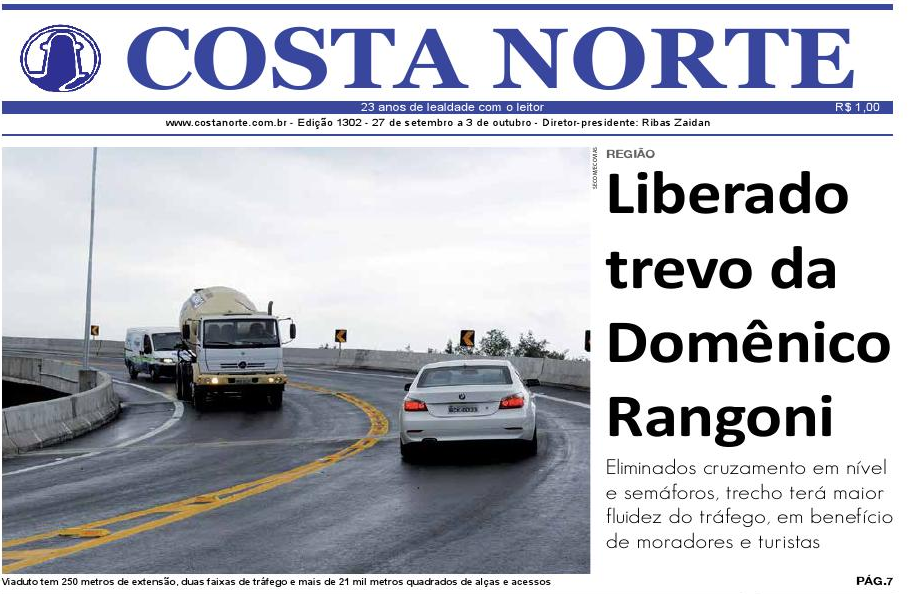 COSTA NORTE
23 anos de lealdade com o leitor R$ 1,00
www.costanorte.com.br - Edição 1302 - 27 de setembro a 3 de outubro - Diretor-presidente: Ribas Zaidan
SECOM/ECOVIAS
REGIÃO
Liberado
trevo da
Domênico
Rangoni
Eliminados cruzamento em nível
e semáforos, trecho terá maior
fluidez do tráfego, em benefício
de moradores e turistas
Viaduto tem 250 metros de extensão, duas faixas de tráfego e mais de 21 mil metros quadrados de alças e acessos
PÁG.7